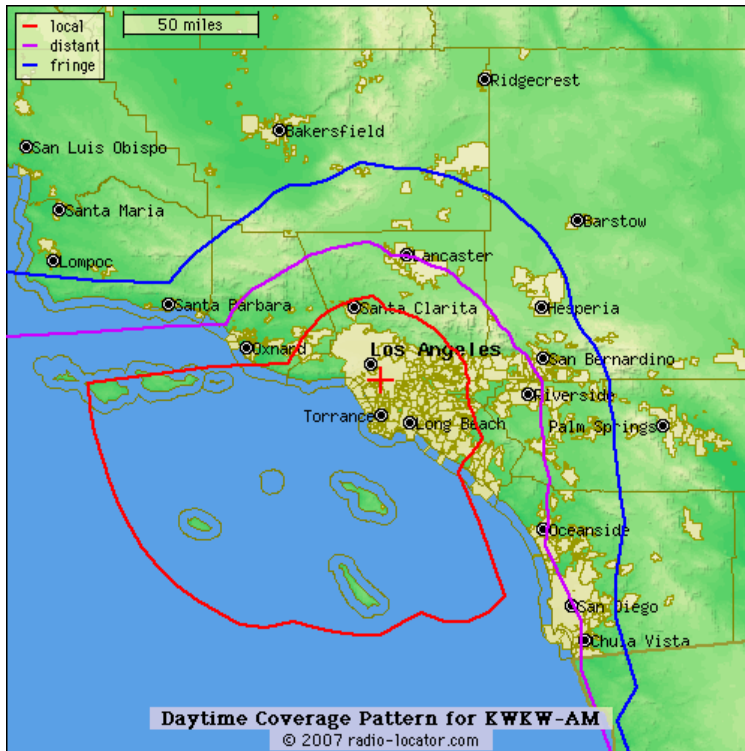 local
50 miles
distant
fringe
Ridgecrest
Bakersfield
San Luis Obispo
Santa Maria
Barstow
Lompoc
Lancaster
Santa Barbara
Santa Clarita
Hesperia
Oxnard
Los Angeles
San Bernardino
Riverside
Torrance
Long Beach
Palm Springs
Oceanside
San Diego
Chula Vista
Daytime Coverage Pattern for KWKW-AM
© 2007 radio-locator.com